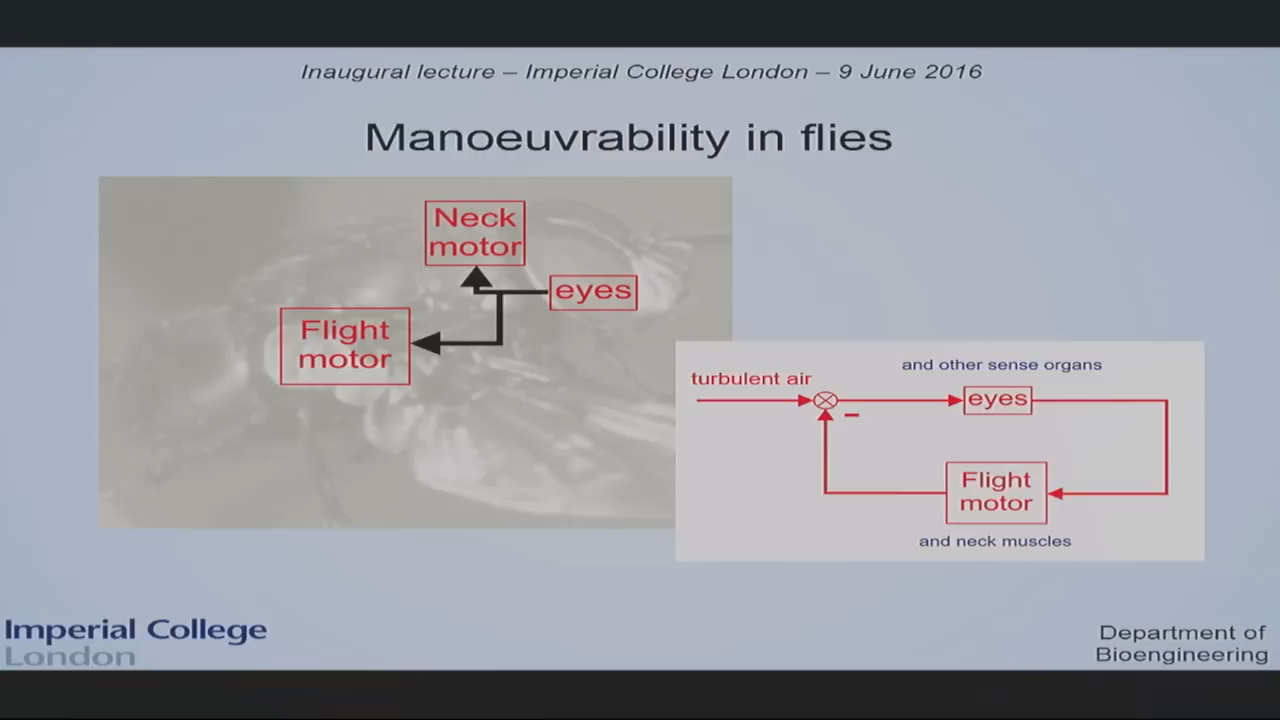 Inaugural lecture – Imperial College London – 9 June 2016
Manoeuvrability in flies
Neck
motor
eyes
Flight
motor
and other sense organs
turbulent air
eyes
–
Flight
motor
and neck muscles
Imperial College
London
Department of
Bioengineering